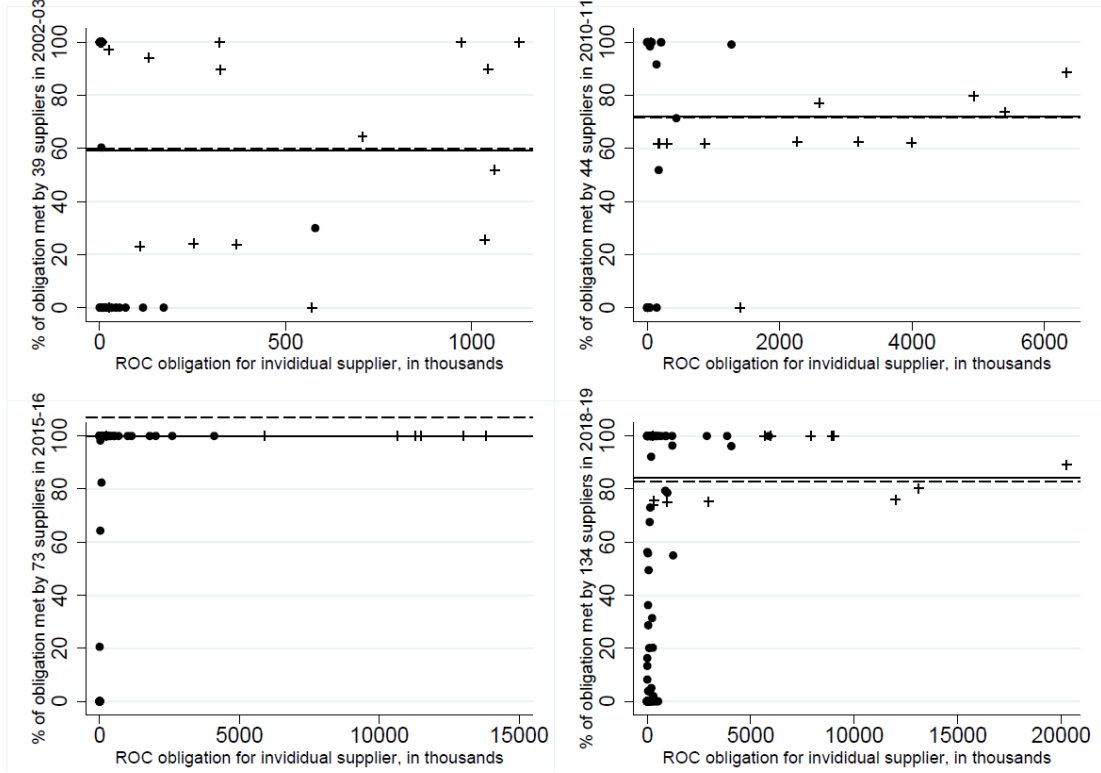 % of obligation met by 39 suppliers in 2002-03
100
80
60
40
20
0
0 500 1000
ROC obligation for invididual supplier, in thousands
% of obligation met by 44 suppliers in 2010-11
100
80
60
40
20
0
0 2000 4000 6000
ROC obligation for invididual supplier, in thousands
% of obligation met by 73 suppliers in 2015-16
100
80
60
40
20
0
0 5000 10000 15000
ROC obligation for invididual supplier, in thousands
% of obligation met by 134 suppliers in 2018-19
100
80
60
40
20
0
0 5000 10000 15000 20000
ROC obligation for invididual supplier, in thousands